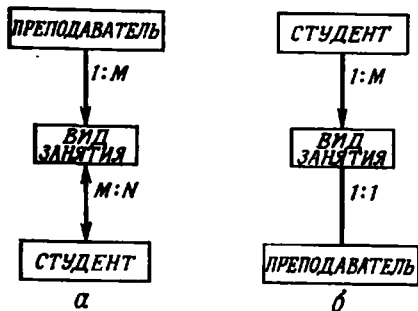 ПРЕПОДАВАТЕЛЬ
1:M
ВИД
ЗАНЯТИЯ
M:N
СТУДЕНТ
а
СТУДЕНТ
1:M
ВИД
ЗАНЯТИЯ
1:1
ПРЕПОДАВАТЕЛЬ
б